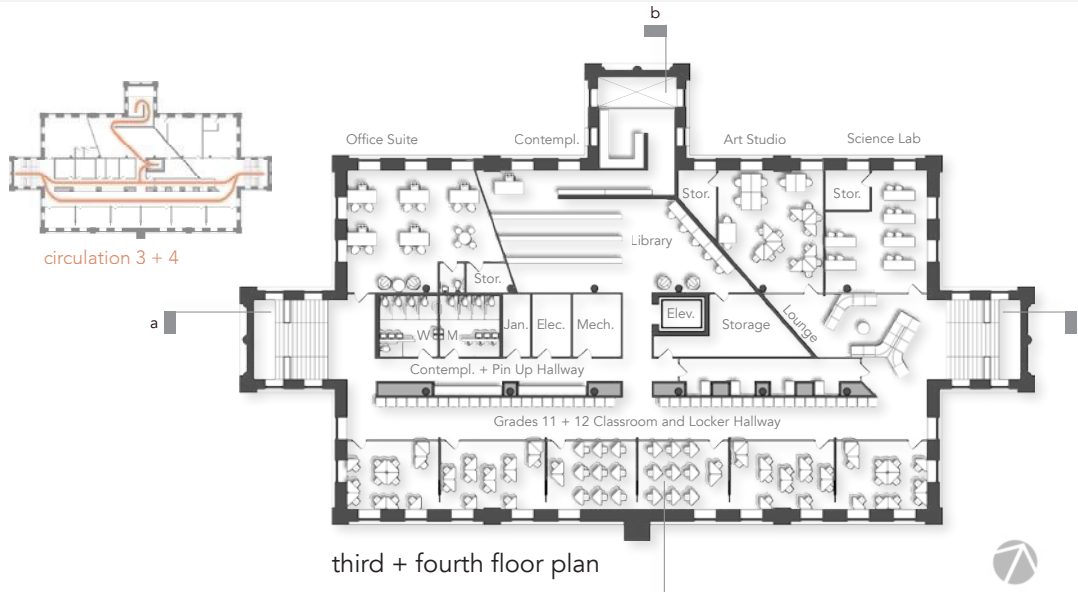 b
Office Suite
Contempl.
Art Studio
Science Lab
Stor.
Stor.
Library
circulation 3 + 4
Stor.
a
Elev.
Storage
Lounge
W
M
Jan.
Elec.
Mech.
Contempl. + Pin Up Hallway
Grades 11 + 12 Classroom and Locker Hallway
third + fourth floor plan